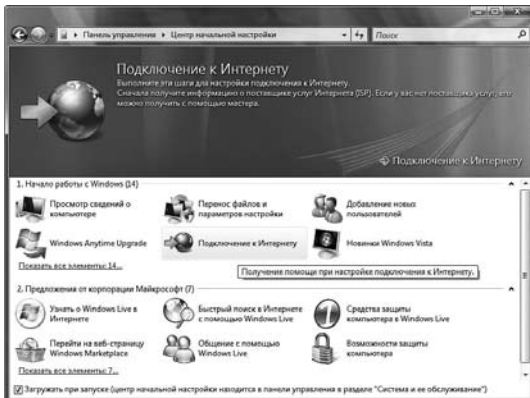 Панель управления ▸ Центр начальной настройки
Поиск
Подключение к Интернету
Выполните эти шаги для настройки подключения к Интернету.
Сначала получите информацию о поставщике услуг Интернета (ISP). Если у вас нет поставщика услуг, его
можно получить с помощью мастера.
Подключение к Интернету
1. Начало работы с Windows (14)
Просмотр сведений о
компьютере
Перенос файлов и
параметров настройки
Добавление новых
пользователей
Windows Anytime Upgrade
Подключение к Интернету
Новинки Windows Vista
Показать все элементы: 14...
Получение помощи при настройке подключения к Интернету.
2. Предложения от корпорации Майкрософт (7)
Узнать о Windows Live в
Интернете
Быстрый поиск в Интернете
с помощью Windows Live
Средства защиты
компьютера в Windows Live
Перейти на веб-страницу
Windows Marketplace
Общение с помощью
Windows Live
Возможности защиты
компьютера
Показать все элементы: 7...
Загружать при запуске (центр начальной настройки находится в панели управления в разделе "Система и ее обслуживание")